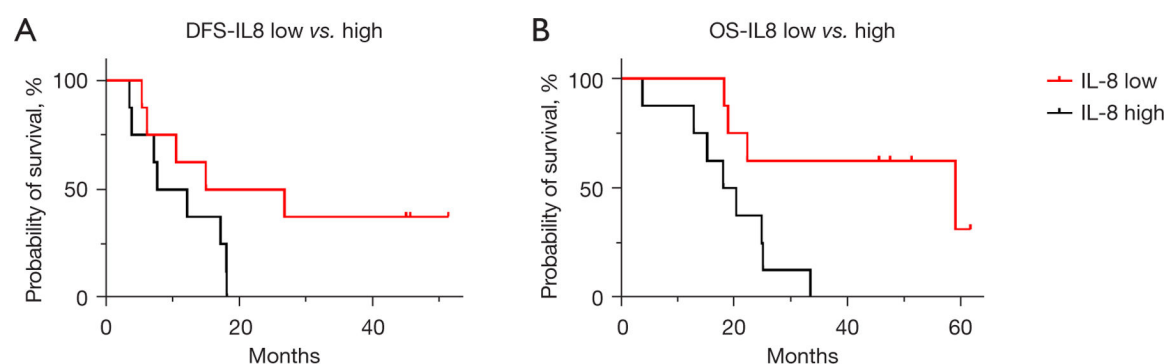 A
DFS-IL8 low vs. high
Probability of survival, %
100
50
0
0
20
40
Months
B
OS-IL8 low vs. high
Probability of survival, %
100
50
0
0
20
40
60
Months
IL-8 low
IL-8 high